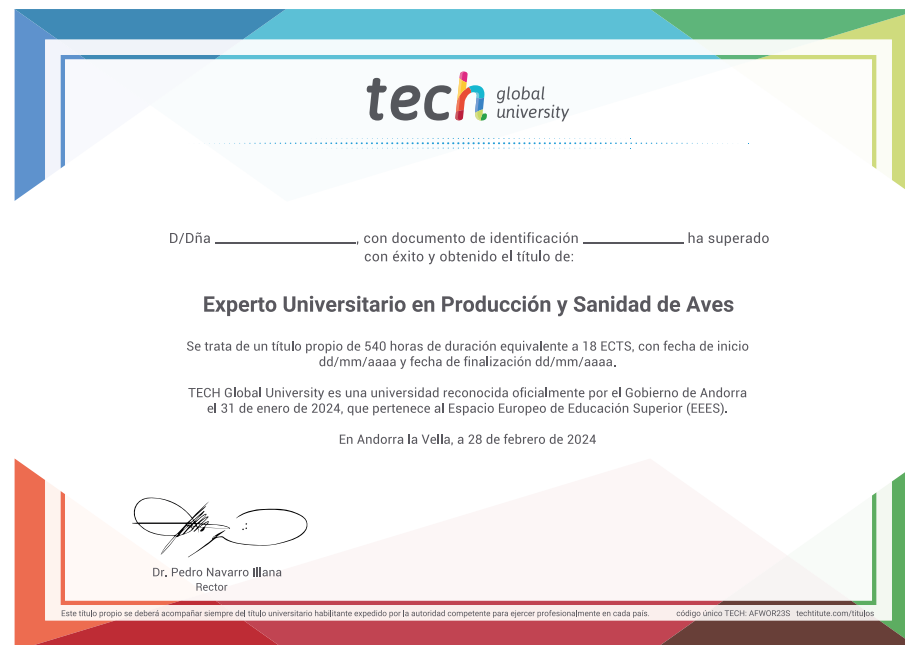 tech global
university
D/Dña ____________________, con documento de identificación ______________ ha superado
con éxito y obtenido el título de:
Experto Universitario en Producción y Sanidad de Aves
Se trata de un título propio de 540 horas de duración equivalente a 18 ECTS, con fecha de inicio
dd/mm/aaaa y fecha de finalización dd/mm/aaaa.
TECH Global University es una universidad reconocida oficialmente por el Gobierno de Andorra
el 31 de enero de 2024, que pertenece al Espacio Europeo de Educación Superior (EEES).
En Andorra la Vella, a 28 de febrero de 2024
Dr. Pedro Navarro Illana
Rector
Este título propio se deberá acompañar siempre del título universitario habilitante expedido por la autoridad competente para ejercer profesionalmente en cada país. código único TECH: AFWOR23S techtitute.com/titulos